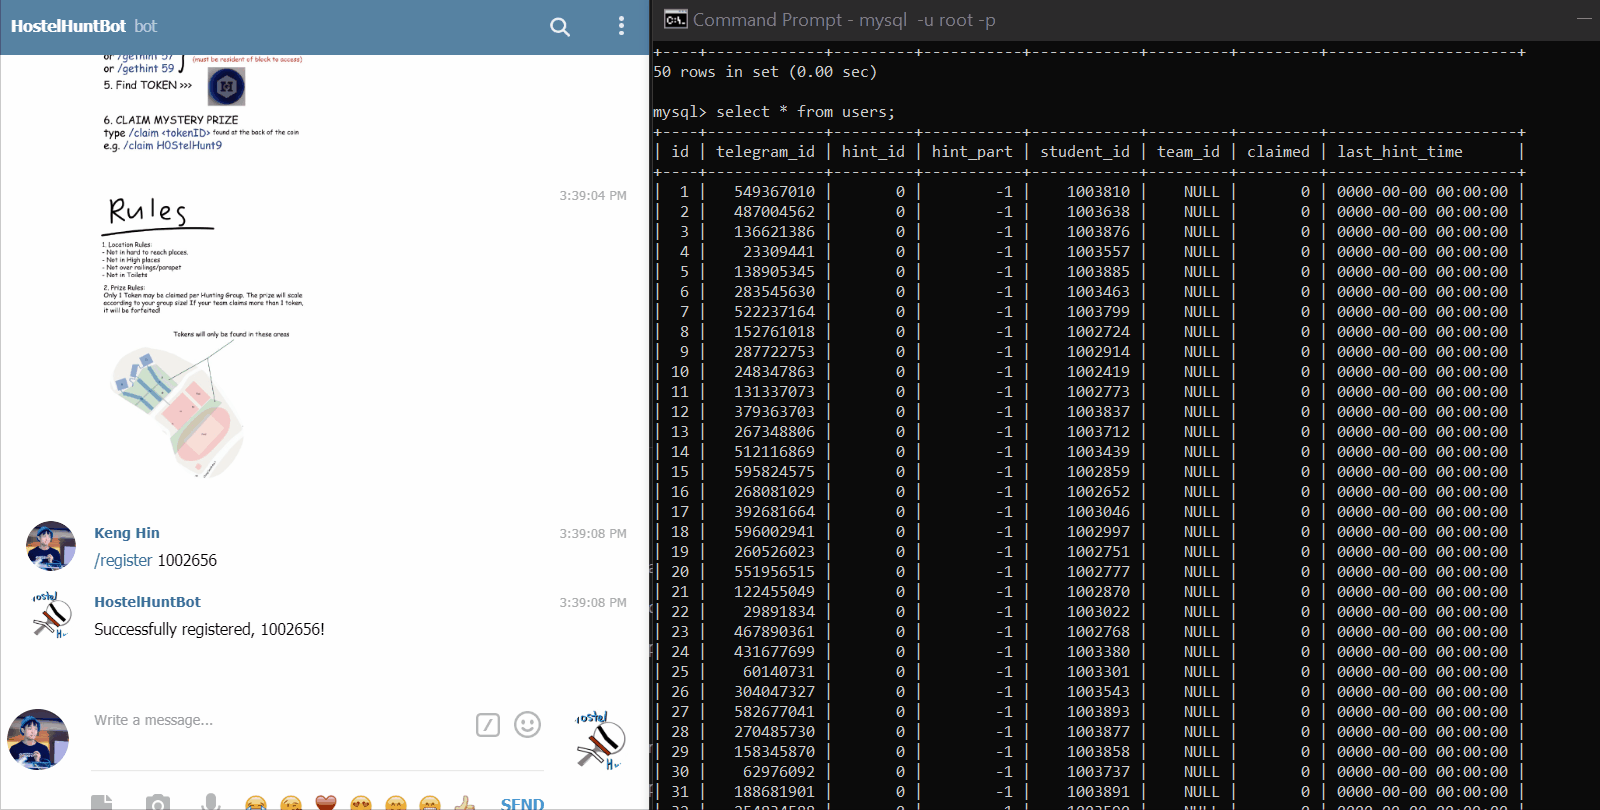 HostelHuntBot bot
or /gethint 57
or /gethint 59
(must be resident of block to access)
5. Find TOKEN >>>
6. CLAIM MYSTERY PRIZE
type /claim <tokenID> found at the back of the coin
e.g. /claim H0StelHunt9
3:39:04 PM
Rules
1. Location Rules:
- Not in hard to reach places.
- Not in High places
- Not over railings/parapet
- Not in Toilets
2. Prize Rules:
Only 1 Token may be claimed per Hunting Group. The prize will scale
according to your group size! If your team claims more than 1 token,
it will be forfeited!
Tokens will only be found in these areas
Keng Hin
3:39:08 PM
/register 1002656
HostelHuntBot
3:39:08 PM
Successfully registered, 1002656!
Write a message...
SEND
Command Prompt - mysql  -u root -p
+----+-------------+---------+-----------+------------+---------+---------+---------------------+
50 rows in set (0.00 sec)
mysql> select * from users;
+----+-------------+---------+-----------+------------+---------+---------+---------------------+
| id | telegram_id | hint_id | hint_part | student_id | team_id | claimed | last_hint_time      |
+----+-------------+---------+-----------+------------+---------+---------+---------------------+
|  1 |   549367010 |       0 |        -1 |    1003810 |    NULL |       0 | 0000-00-00 00:00:00 |
|  2 |   487004562 |       0 |        -1 |    1003638 |    NULL |       0 | 0000-00-00 00:00:00 |
|  3 |   136621386 |       0 |        -1 |    1003876 |    NULL |       0 | 0000-00-00 00:00:00 |
|  4 |    23309441 |       0 |        -1 |    1003557 |    NULL |       0 | 0000-00-00 00:00:00 |
|  5 |   138905345 |       0 |        -1 |    1003885 |    NULL |       0 | 0000-00-00 00:00:00 |
|  6 |   283545630 |       0 |        -1 |    1003463 |    NULL |       0 | 0000-00-00 00:00:00 |
|  7 |   522237164 |       0 |        -1 |    1003799 |    NULL |       0 | 0000-00-00 00:00:00 |
|  8 |   152761018 |       0 |        -1 |    1002724 |    NULL |       0 | 0000-00-00 00:00:00 |
|  9 |   287722753 |       0 |        -1 |    1002914 |    NULL |       0 | 0000-00-00 00:00:00 |
| 10 |   248347863 |       0 |        -1 |    1002419 |    NULL |       0 | 0000-00-00 00:00:00 |
| 11 |   131337073 |       0 |        -1 |    1002773 |    NULL |       0 | 0000-00-00 00:00:00 |
| 12 |   379363703 |       0 |        -1 |    1003837 |    NULL |       0 | 0000-00-00 00:00:00 |
| 13 |   267348806 |       0 |        -1 |    1003712 |    NULL |       0 | 0000-00-00 00:00:00 |
| 14 |   512116869 |       0 |        -1 |    1003439 |    NULL |       0 | 0000-00-00 00:00:00 |
| 15 |   595824575 |       0 |        -1 |    1002859 |    NULL |       0 | 0000-00-00 00:00:00 |
| 16 |   268081029 |       0 |        -1 |    1002652 |    NULL |       0 | 0000-00-00 00:00:00 |
| 17 |   392681664 |       0 |        -1 |    1003046 |    NULL |       0 | 0000-00-00 00:00:00 |
| 18 |   596002941 |       0 |        -1 |    1002997 |    NULL |       0 | 0000-00-00 00:00:00 |
| 19 |   260526023 |       0 |        -1 |    1002751 |    NULL |       0 | 0000-00-00 00:00:00 |
| 20 |   551956515 |       0 |        -1 |    1002777 |    NULL |       0 | 0000-00-00 00:00:00 |
| 21 |   122455049 |       0 |        -1 |    1002870 |    NULL |       0 | 0000-00-00 00:00:00 |
| 22 |    29891834 |       0 |        -1 |    1003022 |    NULL |       0 | 0000-00-00 00:00:00 |
| 23 |   467890361 |       0 |        -1 |    1002768 |    NULL |       0 | 0000-00-00 00:00:00 |
| 24 |   431677699 |       0 |        -1 |    1003380 |    NULL |       0 | 0000-00-00 00:00:00 |
| 25 |    60140731 |       0 |        -1 |    1003301 |    NULL |       0 | 0000-00-00 00:00:00 |
| 26 |   304047327 |       0 |        -1 |    1003543 |    NULL |       0 | 0000-00-00 00:00:00 |
| 27 |   582677041 |       0 |        -1 |    1003893 |    NULL |       0 | 0000-00-00 00:00:00 |
| 28 |   270485730 |       0 |        -1 |    1003877 |    NULL |       0 | 0000-00-00 00:00:00 |
| 29 |   158345870 |       0 |        -1 |    1003858 |    NULL |       0 | 0000-00-00 00:00:00 |
| 30 |    62976092 |       0 |        -1 |    1003737 |    NULL |       0 | 0000-00-00 00:00:00 |
| 31 |   188681901 |       0 |        -1 |    1003891 |    NULL |       0 | 0000-00-00 00:00:00 |